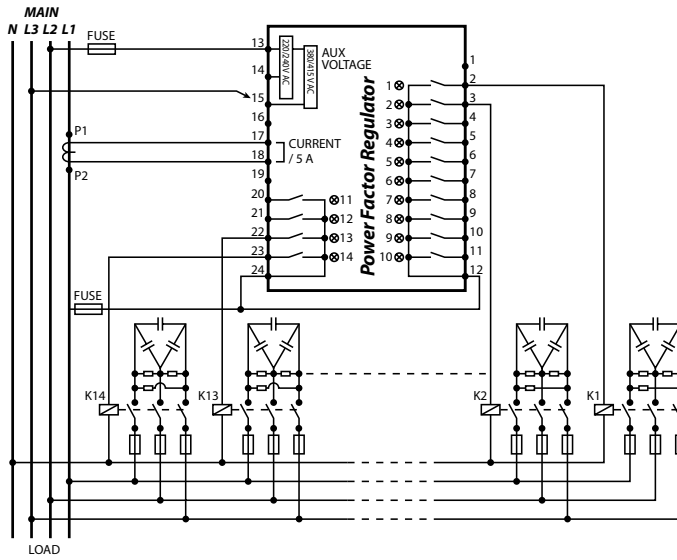 MAIN
N L3 L2 L1
FUSE
13
14
15
16
17
18
19
20
21
22
23
24
220/240V AC
380/415 V AC
AUX
VOLTAGE
CURRENT
/ 5 A
P1
P2
11
12
13
14
Power Factor Regulator
1
2
3
4
5
6
7
8
9
10
1
2
3
4
5
6
7
8
9
10
11
12
FUSE
K14
K13
K2
K1
LOAD